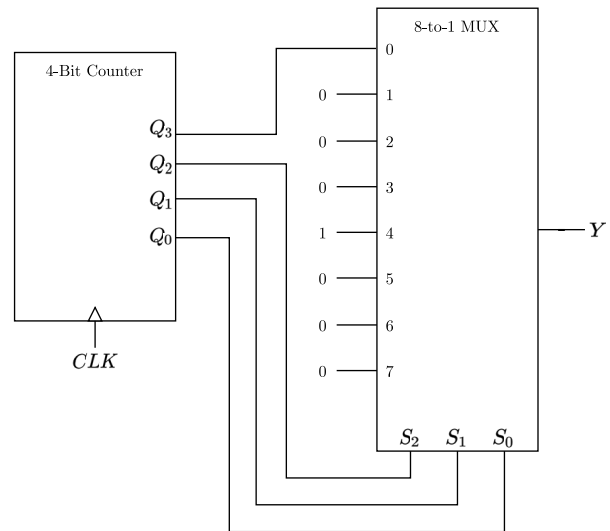 8-to-1 MUX
4-Bit Counter
0
0 1
Q₃
0 2
Q₂
0 3
Q₁
1 4
Y
Q₀
0 5
0 6
CLK
0 7
S₂ S₁ S₀